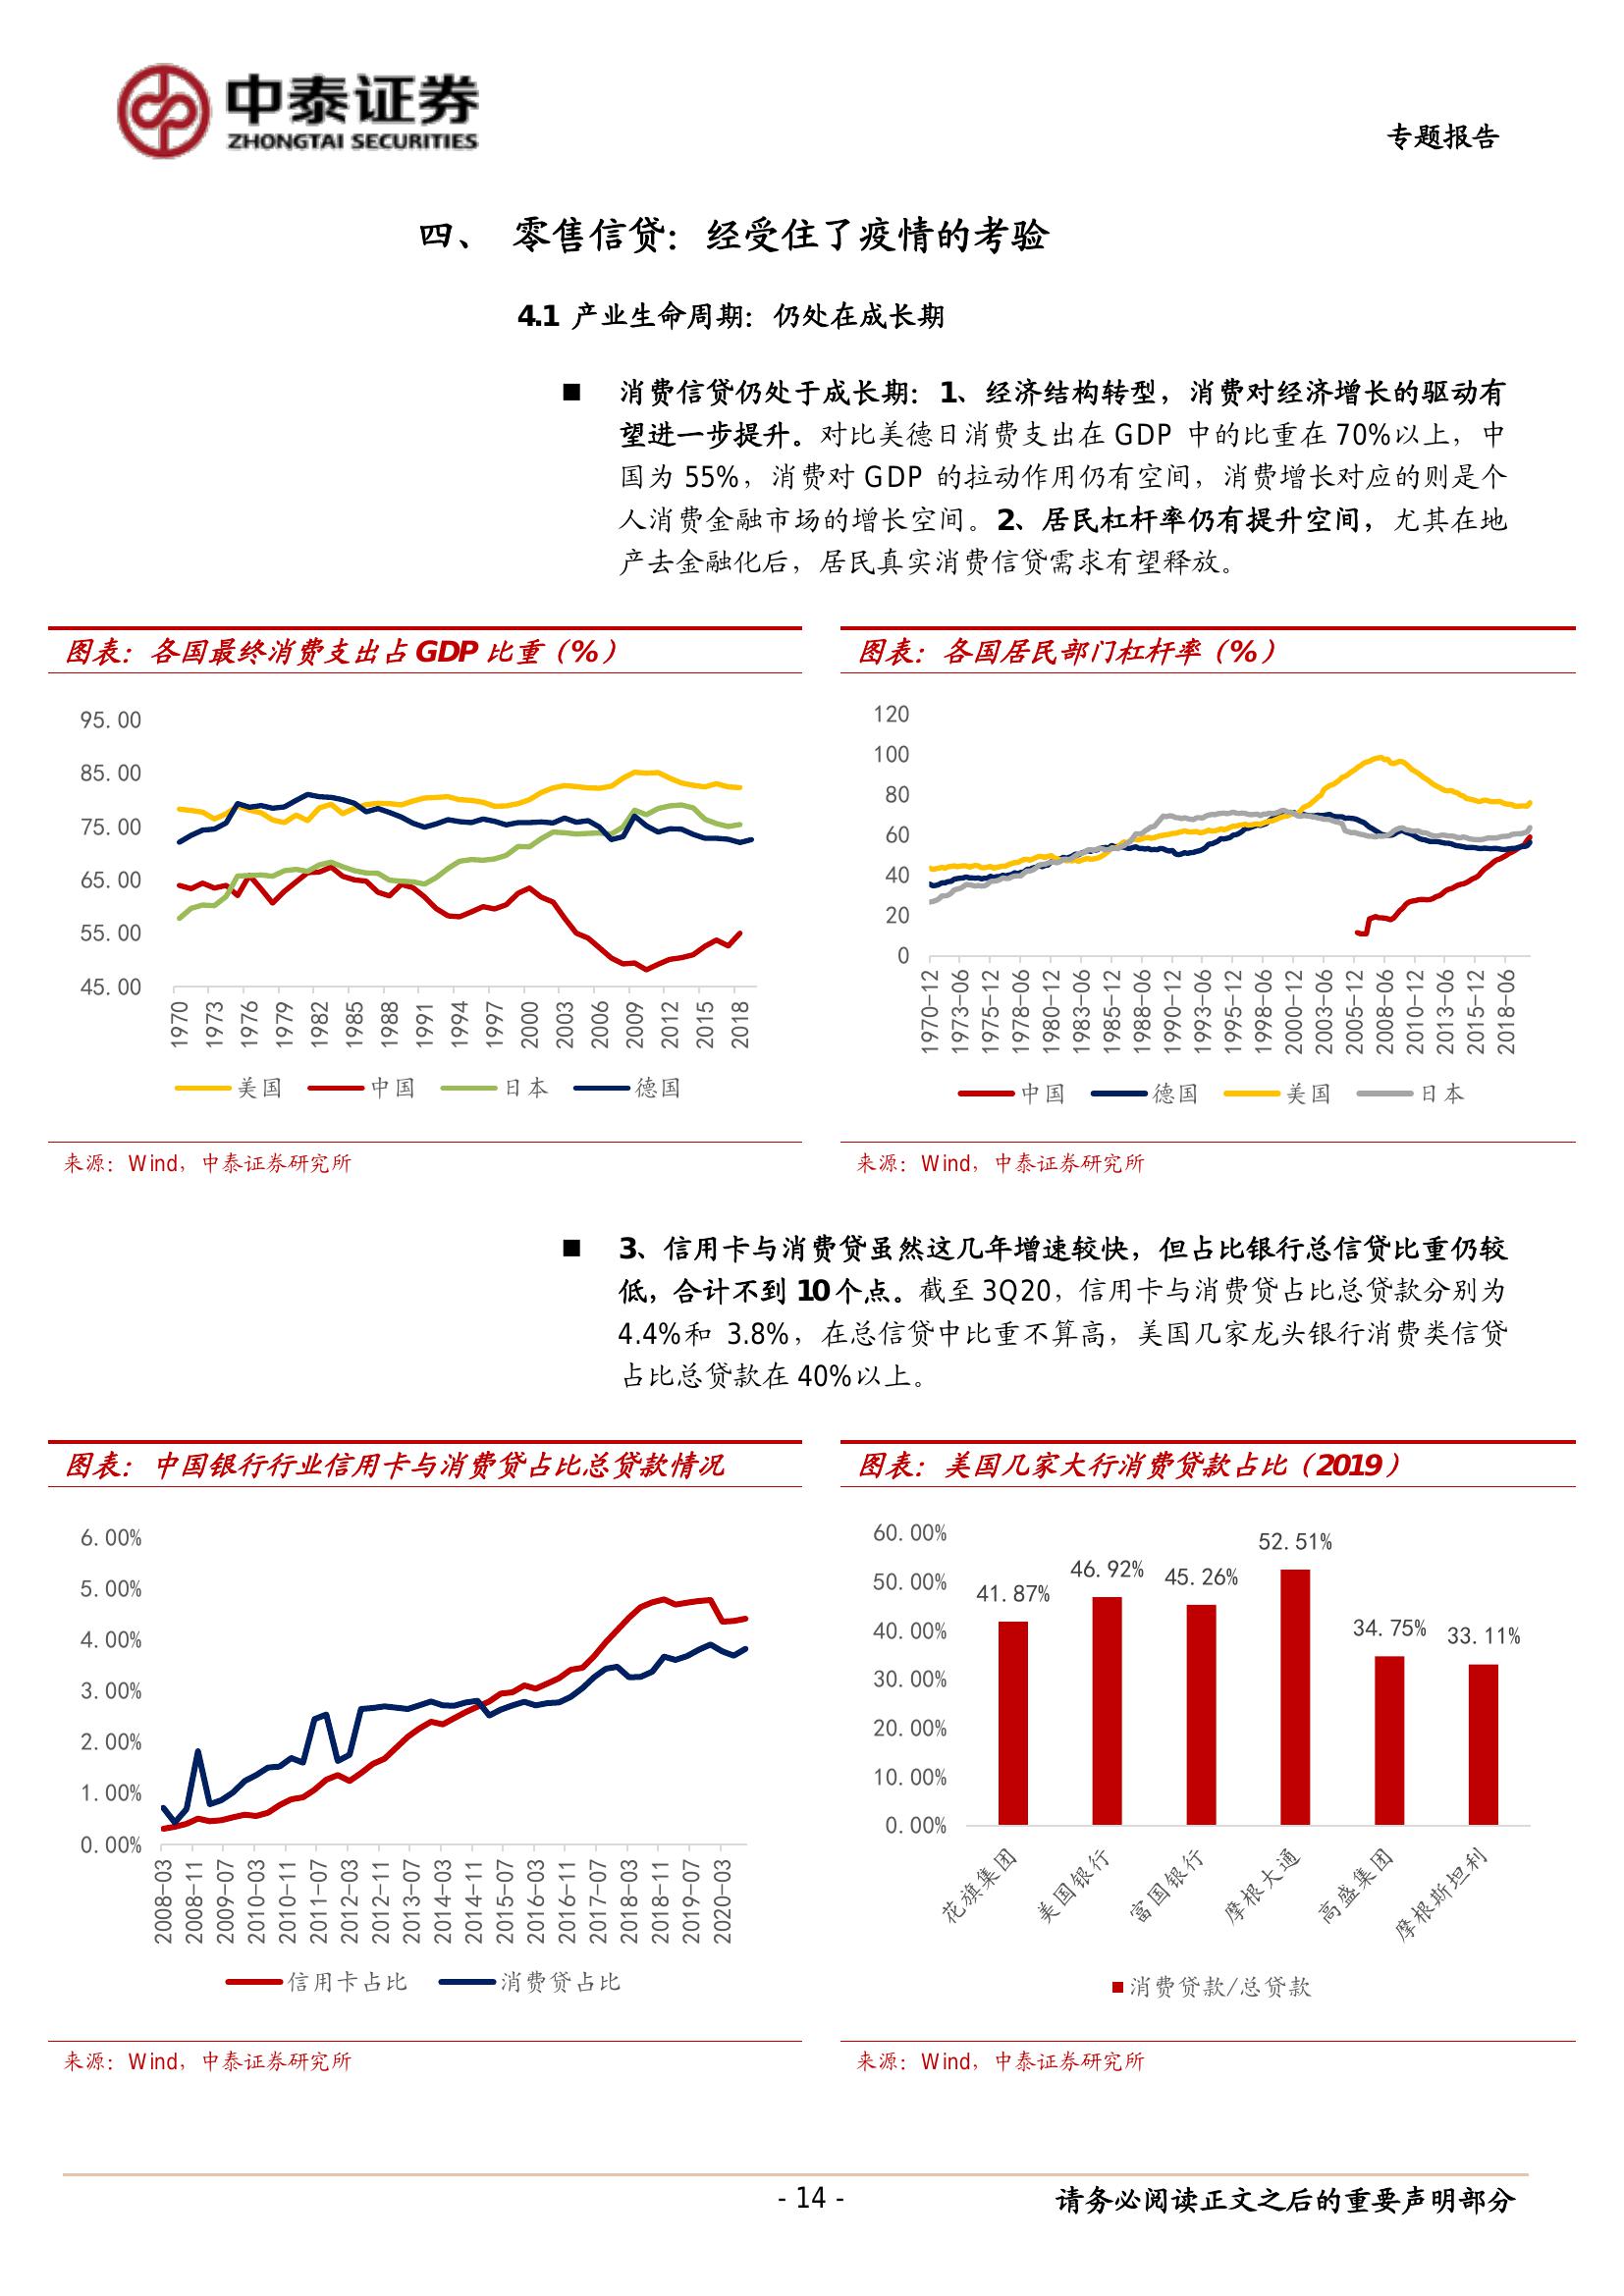 中泰证券
ZHONGTAI SECURITIES
专题报告
四、 零售信贷：经受住了疫情的考验
4.1 产业生命周期：仍处在成长期
■ 消费信贷仍处于成长期：1、经济结构转型，消费对经济增长的驱动有
望进一步提升。对比美德日消费支出在 GDP 中的比重在 70%以上，中
国为 55%，消费对 GDP 的拉动作用仍有空间，消费增长对应的则是个
人消费金融市场的增长空间。2、居民杠杆率仍有提升空间，尤其在地
产去金融化后，居民真实消费信贷需求有望释放。
图表：各国最终消费支出占 GDP 比重（%）
95.00
85.00
75.00
65.00
55.00
45.00
1970 1973 1976 1979 1982 1985 1988 1991 1994 1997 2000 2003 2006 2009 2012 2015 2018
美国 中国 日本 德国
来源：Wind，中泰证券研究所
图表：各国居民部门杠杆率（%）
120
100
80
60
40
20
0
1970-12 1973-06 1975-12 1978-06 1980-12 1983-06 1985-12 1988-06 1990-12 1993-06 1995-12 1998-06 2000-12 2003-06 2005-12 2008-06 2010-12 2013-06 2015-12 2018-06
中国 德国 美国 日本
来源：Wind，中泰证券研究所
■ 3、信用卡与消费贷虽然这几年增速较快，但占比银行总信贷比重仍较
低，合计不到 10 个点。截至 3Q20，信用卡与消费贷占比总贷款分别为
4.4%和 3.8%，在总信贷中比重不算高，美国几家龙头银行消费类信贷
占比总贷款在 40%以上。
图表：中国银行行业信用卡与消费贷占比总贷款情况
6.00%
5.00%
4.00%
3.00%
2.00%
1.00%
0.00%
2008-03 2008-11 2009-07 2010-03 2010-11 2011-07 2012-03 2012-11 2013-07 2014-03 2014-11 2015-07 2016-03 2016-11 2017-07 2018-03 2018-11 2019-07 2020-03
信用卡占比 消费贷占比
来源：Wind，中泰证券研究所
图表：美国几家大行消费贷款占比（2019）
60.00%
50.00%
40.00%
30.00%
20.00%
10.00%
0.00%
41.87% 46.92% 45.26% 52.51% 34.75% 33.11%
花旗集团 美国银行 富国银行 摩根大通 高盛集团 摩根斯坦利
消费贷款/总贷款
来源：Wind，中泰证券研究所
- 14 -
请务必阅读正文之后的重要声明部分